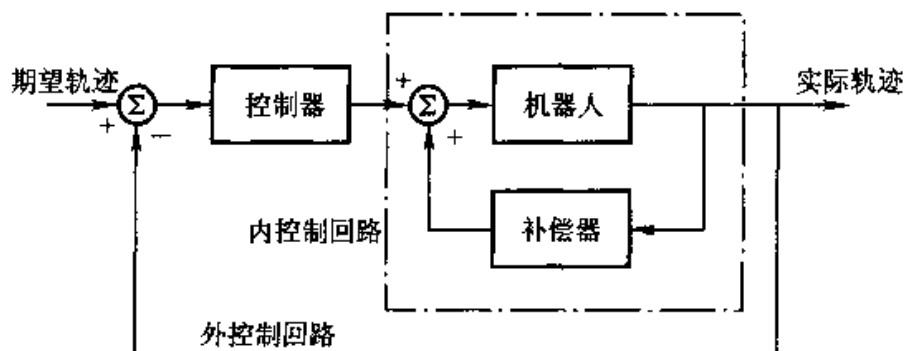 期望轨迹
+
Σ
−
控制器
+
Σ
+
机器人
实际轨迹
补偿器
内控制回路
外控制回路